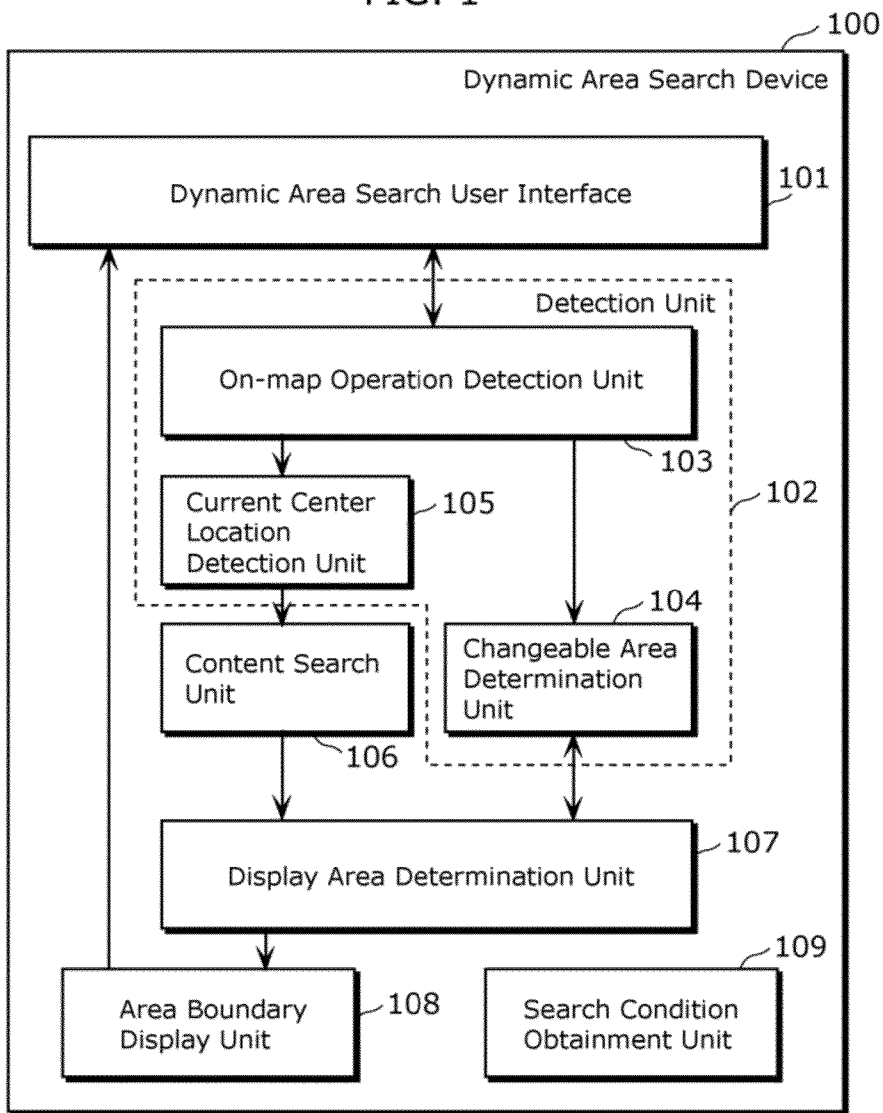 FIG. 1
100
Dynamic Area Search Device
Dynamic Area Search User Interface
101
Detection Unit
On-map Operation Detection Unit
103
102
Current Center
Location
Detection Unit
105
104
Content Search
Unit
106
Changeable Area
Determination
Unit
Display Area Determination Unit
107
Area Boundary
Display Unit
108
109
Search Condition
Obtainment Unit